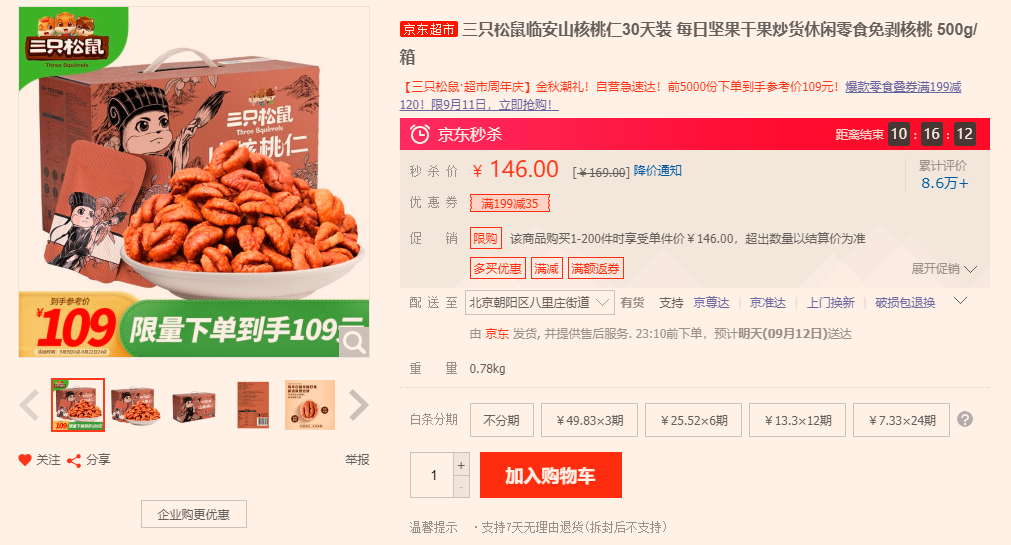 三只松鼠
Three Squirrels
三只松鼠
Three Squirrels
山核桃仁
到手参考价
¥109
限量下单到手109元
关注 分享
举报
企业购更优惠
京东超市 三只松鼠临安山核桃仁30天装 每日坚果干果炒货休闲零食免剥核桃 500g/
箱
【三只松鼠·超市周年庆】金秋潮礼！自营急速达！前5000份下单到手参考价109元！爆款零食叠券满199减
120！限9月11日，立即抢购！
京东秒杀 距离结束 10 : 16 : 12
秒杀价 ¥ 146.00 [¥169.00] 降价通知
累计评价
8.6万+
优惠券 满199减35
促销 限购 该商品购买1-200件时享受单件价￥146.00，超出数量以结算价为准
多买优惠 满减 满额返券 展开促销
配送至 北京朝阳区八里庄街道 有货 支持 京尊达 京准达 上门换新 破损包退换
由 京东 发货, 并提供售后服务. 23:10前下单，预计明天(09月12日)送达
重量 0.78kg
白条分期 不分期 ￥49.83×3期 ￥25.52×6期 ￥13.3×12期 ￥7.33×24期 ?
1 + - 加入购物车
温馨提示 ·支持7天无理由退货(拆封后不支持)